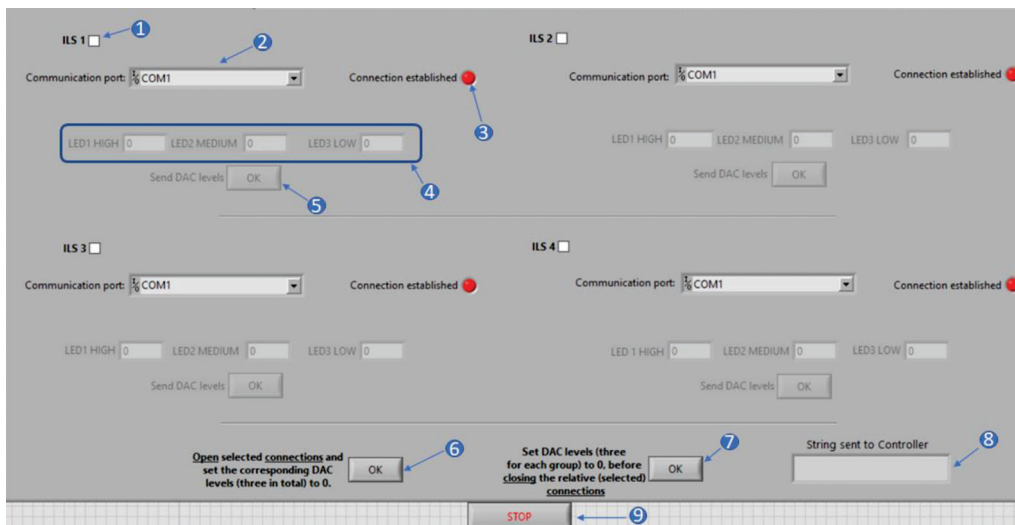 ILS 1
1
ILS 2
2
Communication port: COM1
Connection established
Communication port: COM1
Connection established
3
LED1 HIGH 0 LED2 MEDIUM 0 LED3 LOW 0
LED1 HIGH 0 LED2 MEDIUM 0 LED3 LOW 0
4
Send DAC levels OK
5
Send DAC levels OK
ILS 3
ILS 4
Communication port: COM1
Connection established
Communication port: COM1
Connection established
LED1 HIGH 0 LED2 MEDIUM 0 LED3 LOW 0
LED 1 HIGH 0 LED2 MEDIUM 0 LED3 LOW 0
Send DAC levels OK
Send DAC levels OK
Open selected connections and
set the corresponding DAC
levels (three in total) to 0.
OK
6
Set DAC levels (three
for each group) to 0, before
closing the relative (selected)
connections
OK
7
String sent to Controller
8
STOP
9